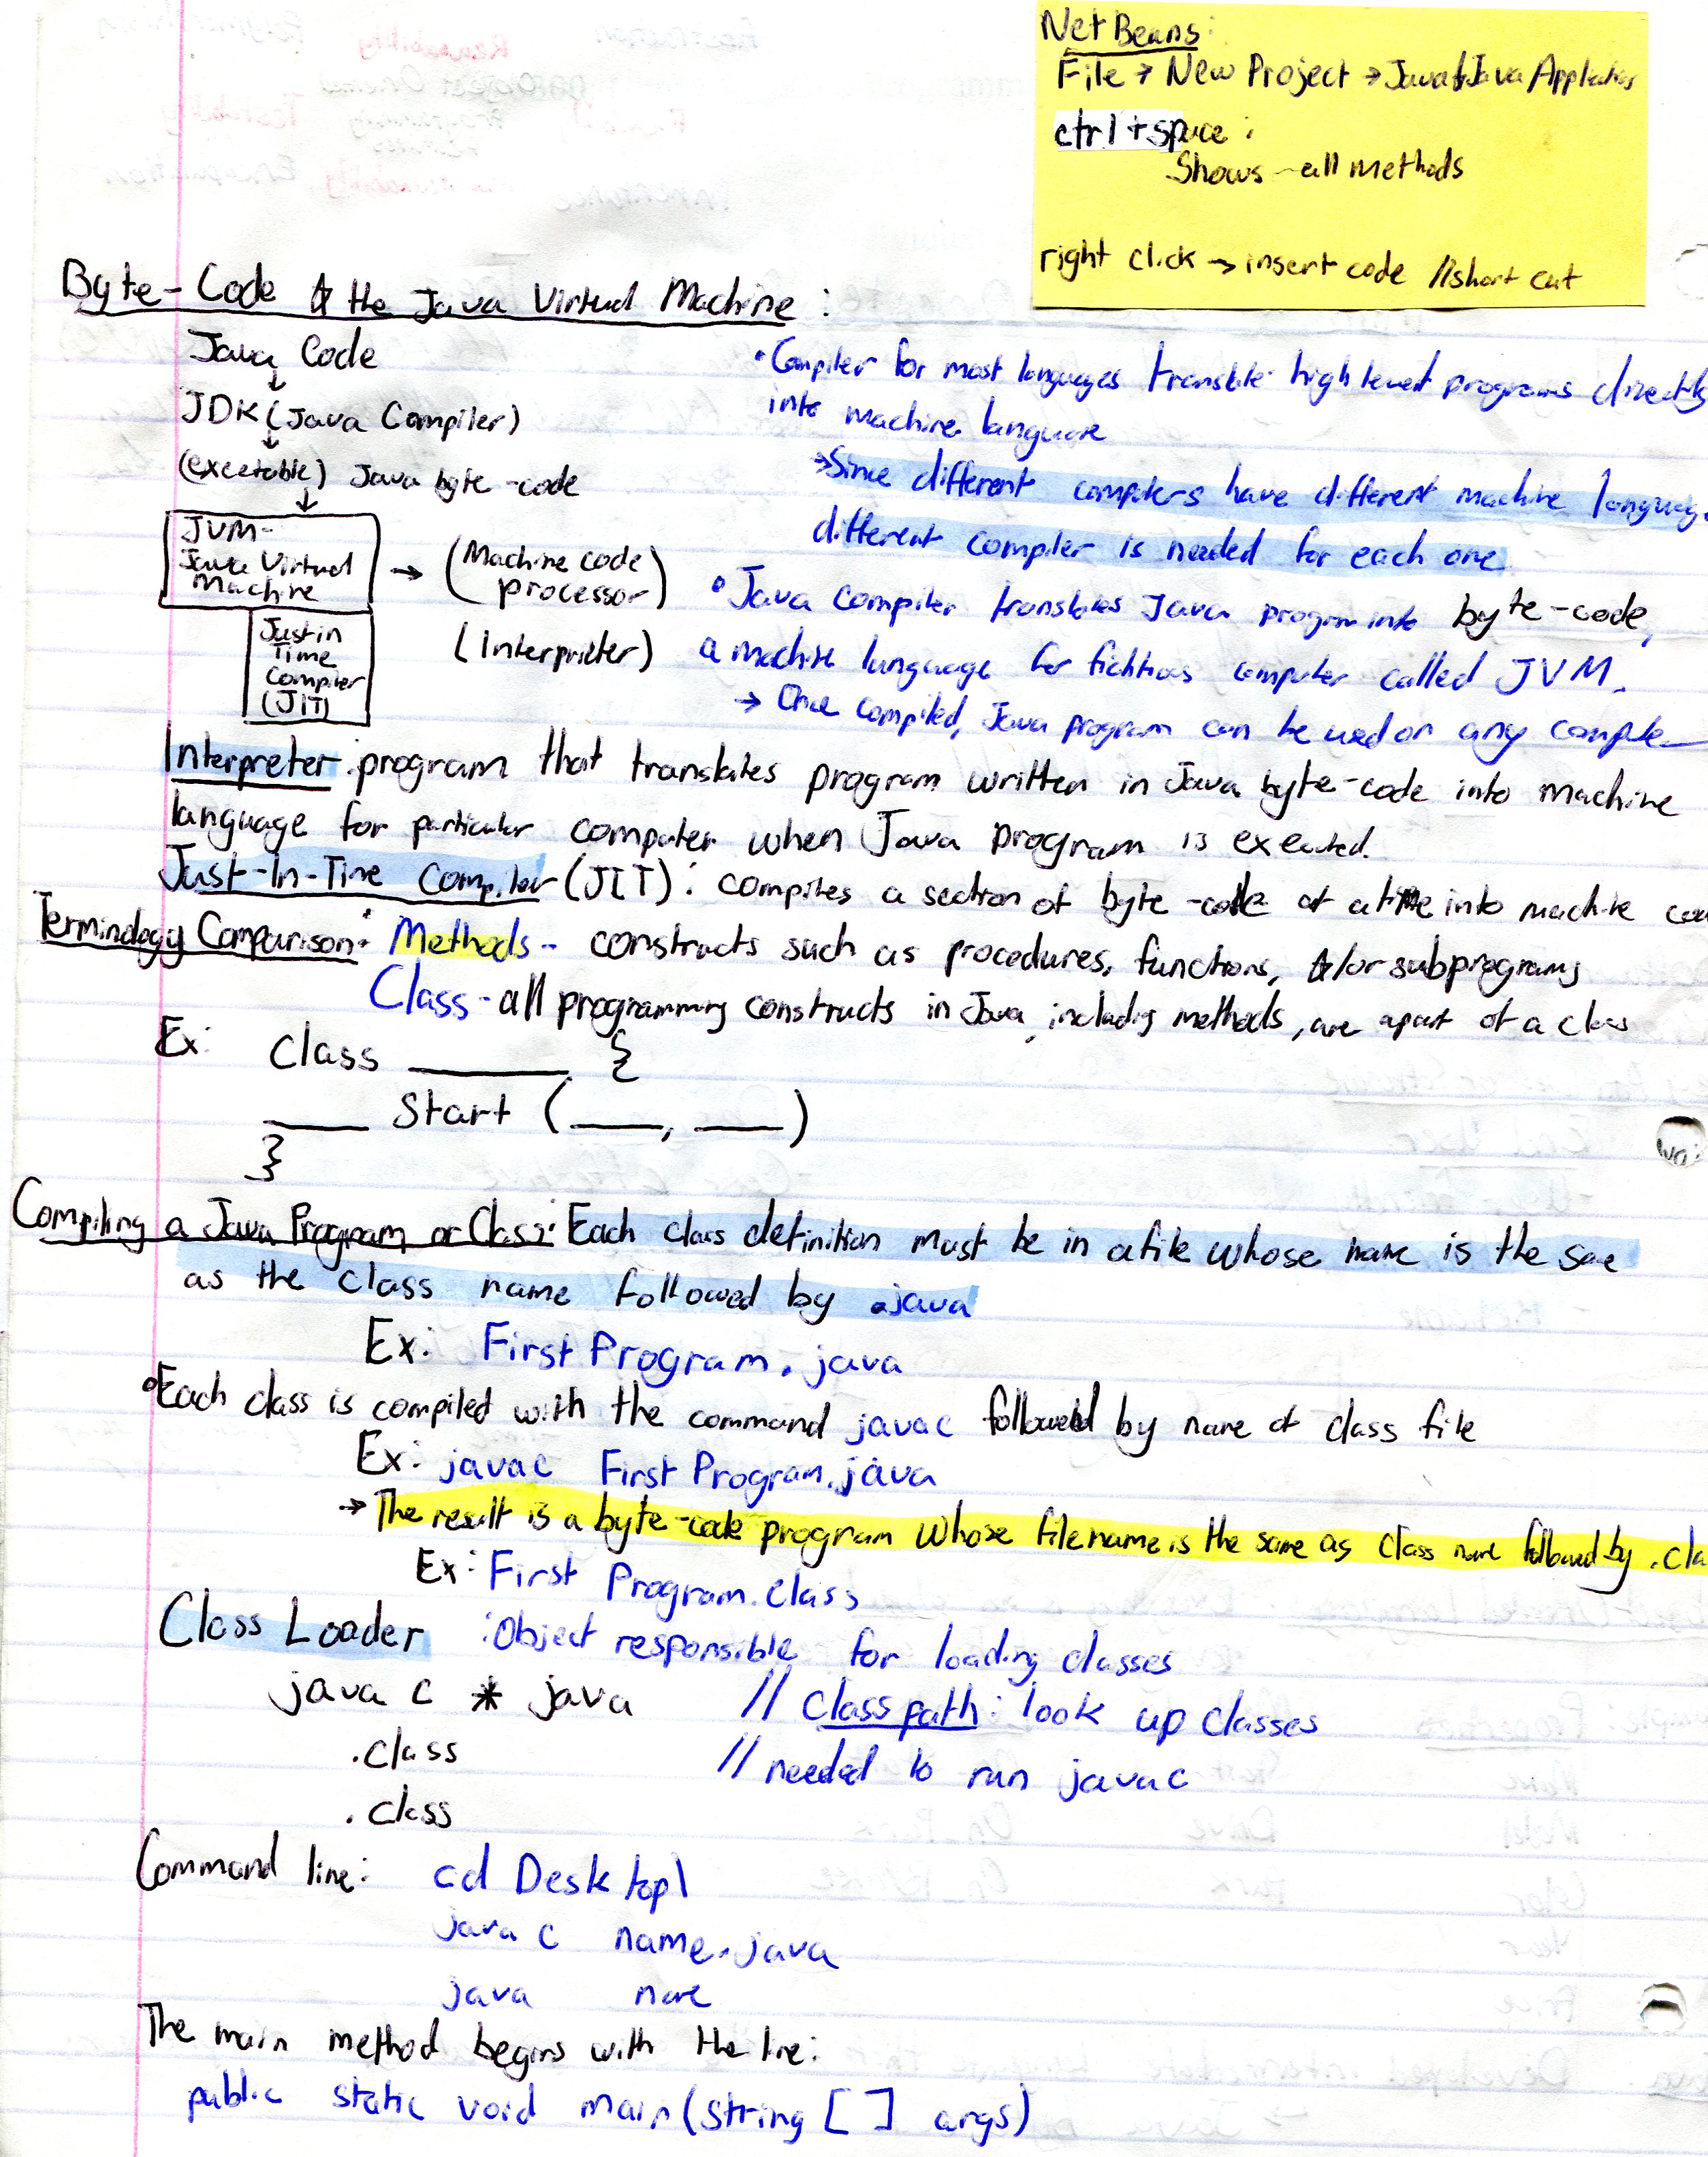 Net Beans:
File → New Project → Java → Java Application
ctrl + space :
Shows - all methods
right click → insert code // short cut
Byte-Code & the Java Virtual Machine :
Java Code
↓
JDK (Java Compiler)
↓
(excetable) Java byte-code
↓
JVM-
Java Virtual
Machine
→ (Machine code
processor)
Just in
Time
Compiler
(JIT)
(Interpreter)
• Compiler for most languages translate high level programs directly
into machine language
→ Since different computers have different machine language
different compiler is needed for each one
• Java compiler translates Java program into byte-code,
a machine language for fictitious computer called JVM.
→ Once compiled, Java program can be used on any computer
Interpreter: program that translates program written in Java byte-code into machine
language for particular computer when Java program is executed.
Just-In-Time Compiler (JIT): compiles a section of byte-code at a time into machine
Terminology Comparison: Methods - constructs such as procedures, functions, &/or subprograms
Class - all programming constructs in Java, including methods, are apart of a class
Ex: Class ______ {
____ Start (___, ___)
}
Compiling a Java Program or Class: Each class definition must be in a file whose name is the same
as the class name followed by .java
Ex: First Program.java
• Each class is compiled with the command javac followed by name of class file
Ex: javac First Program.java
→ The result is a byte-code program whose filename is the same as class name followed by .cla
Ex: First Program.class
Class Loader : Object responsible for loading classes
javac * java // Class path: look up classes
.class // needed to run javac
.class
Command line: cd Desktop\
javac name.java
java name
The main method begins with the line:
public static void main(String [ ] args)